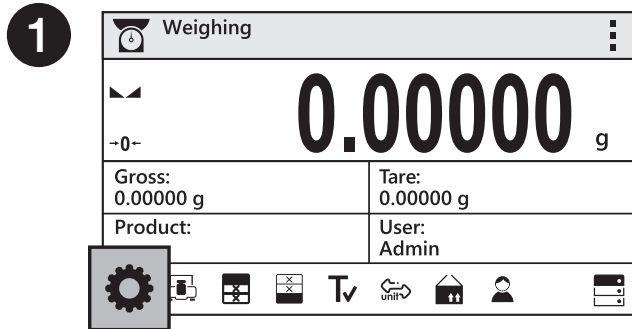 1
Weighing
0.00000 g
→0←
Gross:
0.00000 g
Tare:
0.00000 g
Product:
User:
Admin
T
unit